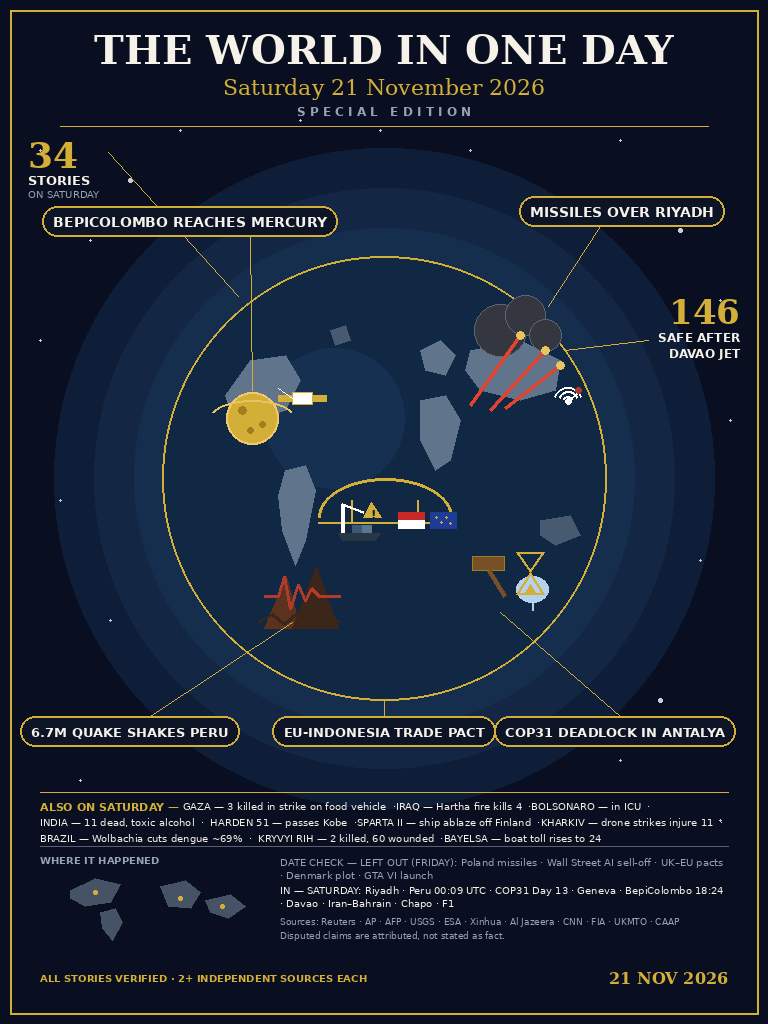 THE WORLD IN ONE DAY
Saturday 21 November 2026
SPECIAL EDITION
34
STORIES
ON SATURDAY
BEPICOLOMBO REACHES MERCURY
MISSILES OVER RIYADH
146
SAFE AFTER
DAVAO JET
6.7M QUAKE SHAKES PERU
EU-INDONESIA TRADE PACT
COP31 DEADLOCK IN ANTALYA
ALSO ON SATURDAY — GAZA — 3 killed in strike on food vehicle · IRAQ — Hartha fire kills 4 · BOLSONARO — in ICU ·
INDIA — 11 dead, toxic alcohol · HARDEN 51 — passes Kobe · SPARTA II — ship ablaze off Finland · KHARKIV — drone strikes injure 11 ·
BRAZIL — Wolbachia cuts dengue ~69% · KRYVYI RIH — 2 killed, 60 wounded · BAYELSA — boat toll rises to 24
WHERE IT HAPPENED
DATE CHECK — LEFT OUT (FRIDAY): Poland missiles · Wall Street AI sell-off · UK–EU pacts
· Denmark plot · GTA VI launch
IN — SATURDAY: Riyadh · Peru 00:09 UTC · COP31 Day 13 · Geneva · BepiColombo 18:24
· Davao · Iran–Bahrain · Chapo · F1
Sources: Reuters · AP · AFP · USGS · ESA · Xinhua · Al Jazeera · CNN · FIA · UKMTO · CAAP
Disputed claims are attributed, not stated as fact.
ALL STORIES VERIFIED · 2+ INDEPENDENT SOURCES EACH
21 NOV 2026